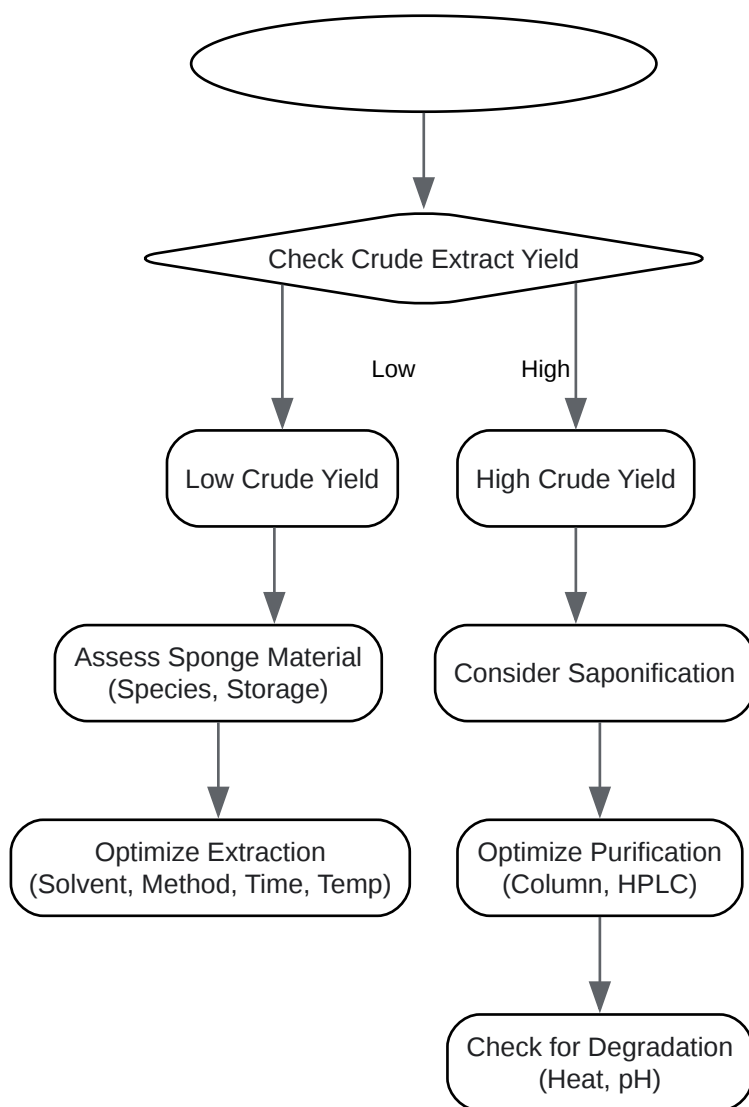 Check Crude Extract Yield
Low
High
Low Crude Yield
High Crude Yield
Assess Sponge Material
(Species, Storage)
Consider Saponification
Optimize Extraction
(Solvent, Method, Time, Temp)
Optimize Purification
(Column, HPLC)
Check for Degradation
(Heat, pH)